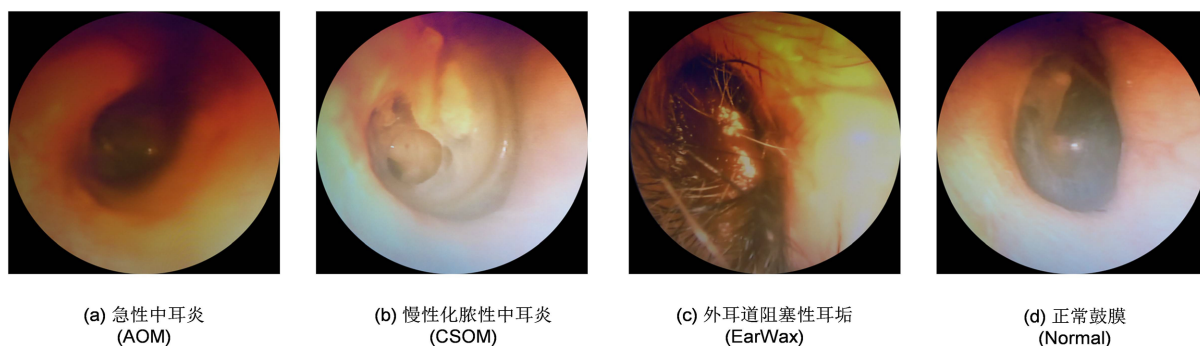 (a) 急性中耳炎
(AOM)
(b) 慢性化脓性中耳炎
(CSOM)
(c) 外耳道阻塞性耳垢
(EarWax)
(d) 正常鼓膜
(Normal)